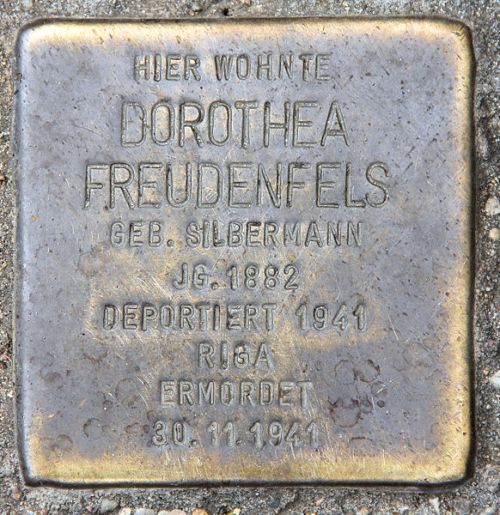 HIER WOHNTE
DOROTHEA
FREUDENFELS
GEB. SILBERMANN
JG. 1882
DEPORTIERT 1941
RIGA
ERMORDET
30.11.1941